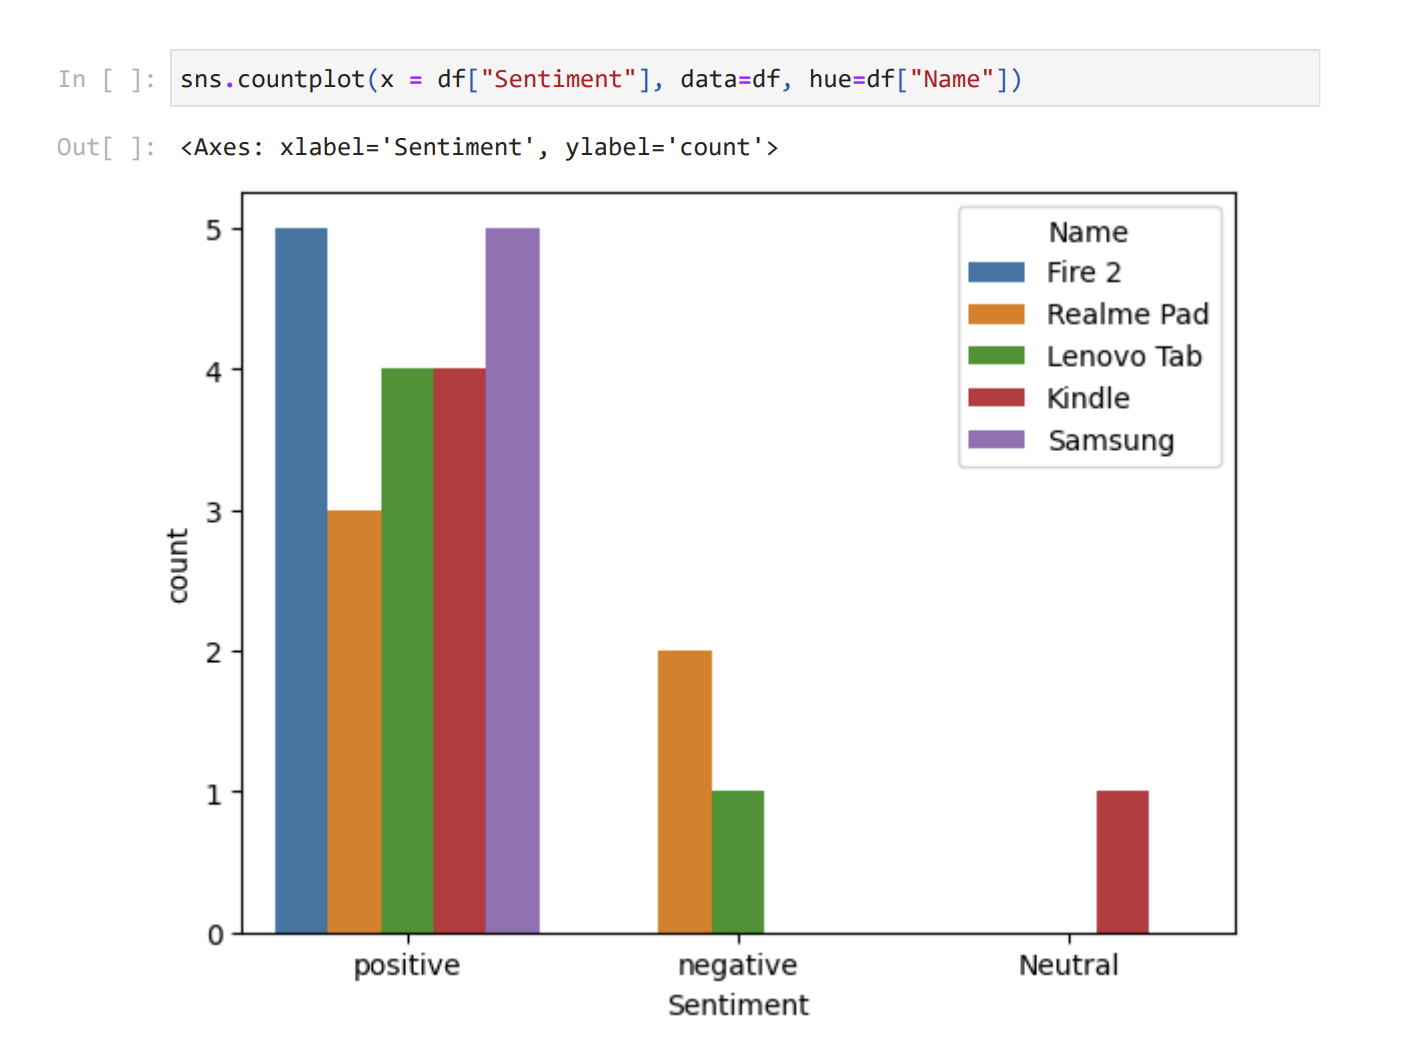 In [ ]: sns.countplot(x = df["Sentiment"], data=df, hue=df["Name"])
Out[ ]: <Axes: xlabel='Sentiment', ylabel='count'>
Name
Fire 2
Realme Pad
Lenovo Tab
Kindle
Samsung
5
4
3
2
1
0
count
positive negative Neutral
Sentiment